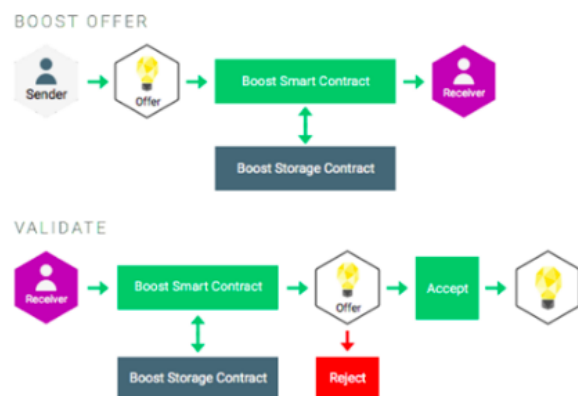 BOOST OFFER
Sender
Offer
Boost Smart Contract
Receiver
Boost Storage Contract
VALIDATE
Receiver
Boost Smart Contract
Offer
Accept
Boost Storage Contract
Reject